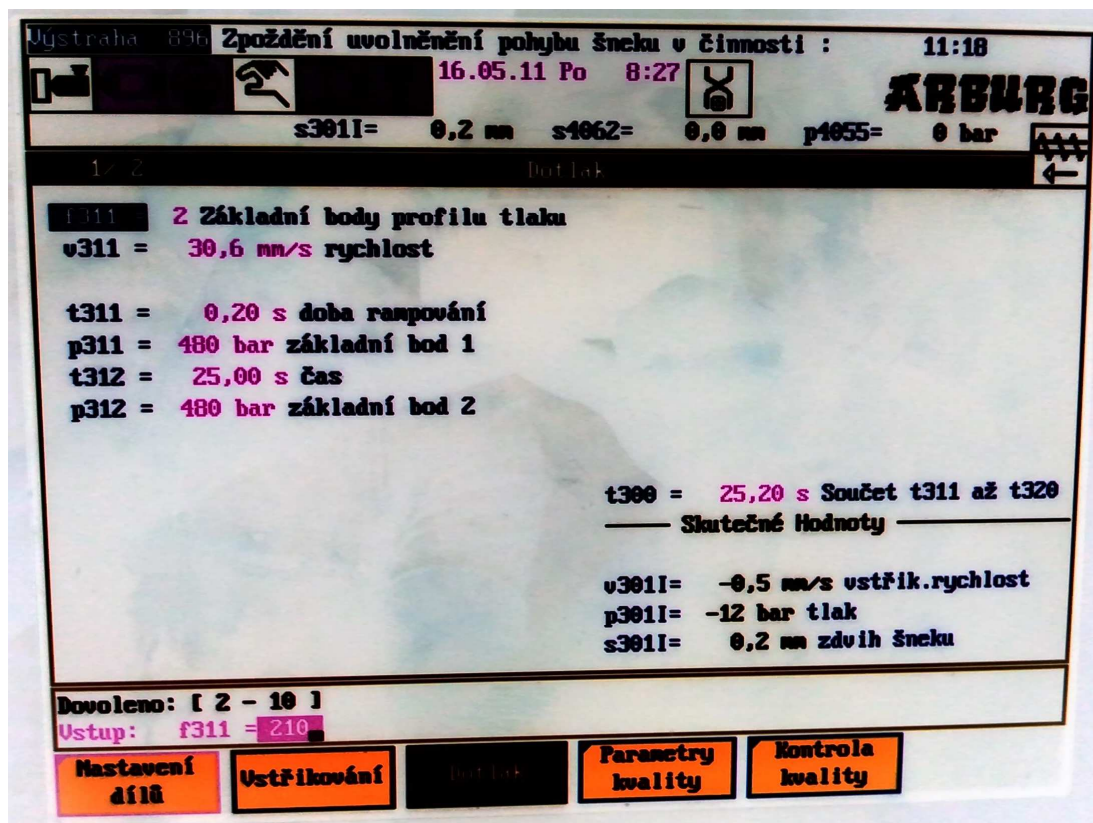 Výstraha 896 Zpoždění uvolněnění pohybu šneku v činnosti : 11:18
16.05.11 Po 8:27
ARBURG
s301I= 0,2 mm s4062= 0,0 mm p4055= 0 bar
1/ 2 Dotlak
f311 = 2 Základní body profilu tlaku
v311 = 30,6 mm/s rychlost
t311 = 0,20 s doba rampování
p311 = 480 bar základní bod 1
t312 = 25,00 s čas
p312 = 480 bar základní bod 2
t300 = 25,20 s Součet t311 až t320
Skutečné Hodnoty
v301I= -0,5 mm/s vstřik.rychlost
p301I= -12 bar tlak
s301I= 0,2 mm zdvih šneku
Dovoleno: [ 2 - 10 ]
Vstup: f311 = 210
Nastavení dílů Vstřikování Dotlak Parametry kvality Kontrola kvality